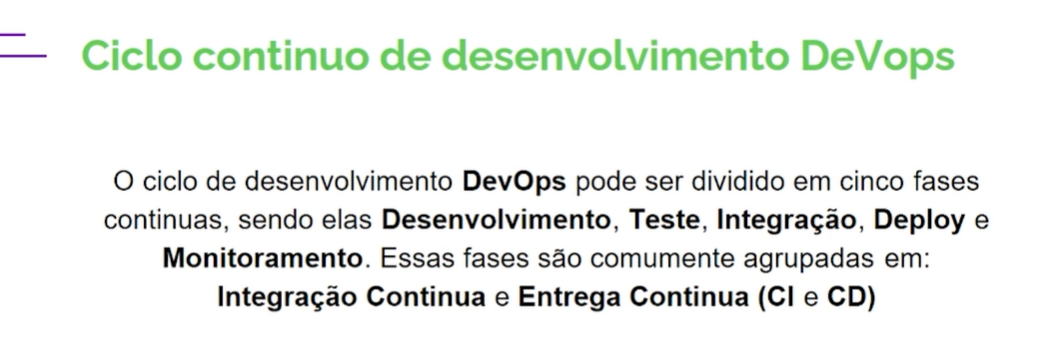 Ciclo continuo de desenvolvimento DeVops
O ciclo de desenvolvimento DevOps pode ser dividido em cinco fases
continuas, sendo elas Desenvolvimento, Teste, Integração, Deploy e
Monitoramento. Essas fases são comumente agrupadas em:
Integração Continua e Entrega Continua (CI e CD)